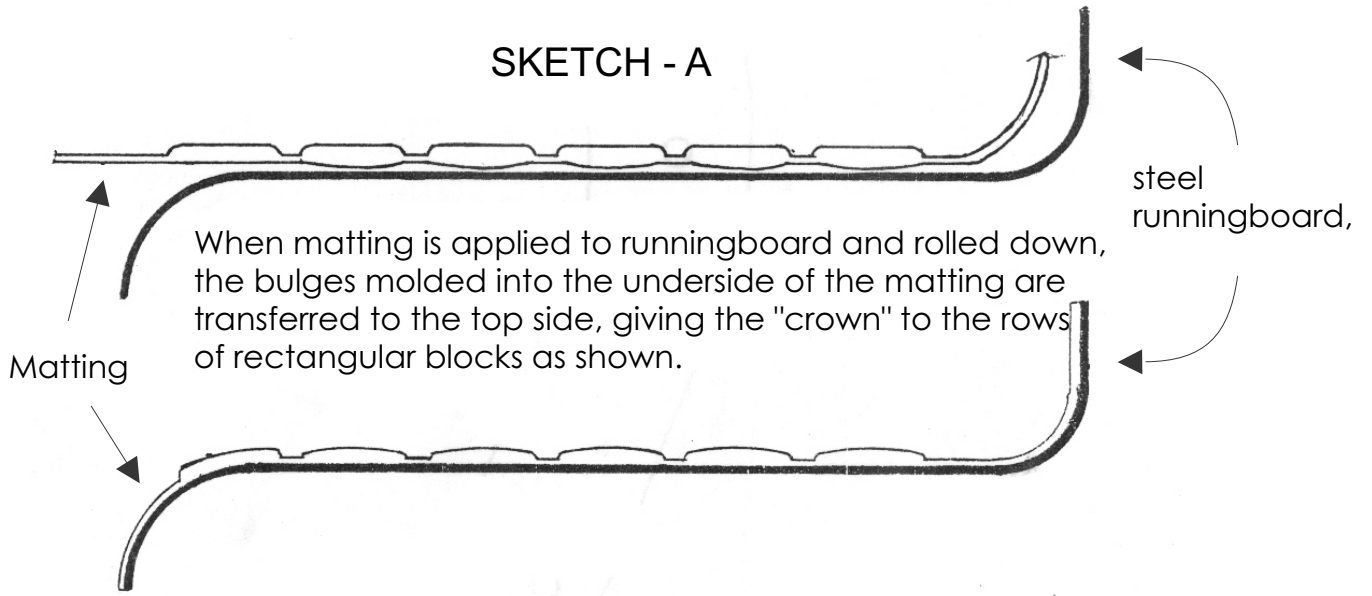 SKETCH - A
steel
runningboard,
When matting is applied to runningboard and rolled down,
the bulges molded into the underside of the matting are
transferred to the top side, giving the "crown" to the rows
of rectangular blocks as shown.
Matting